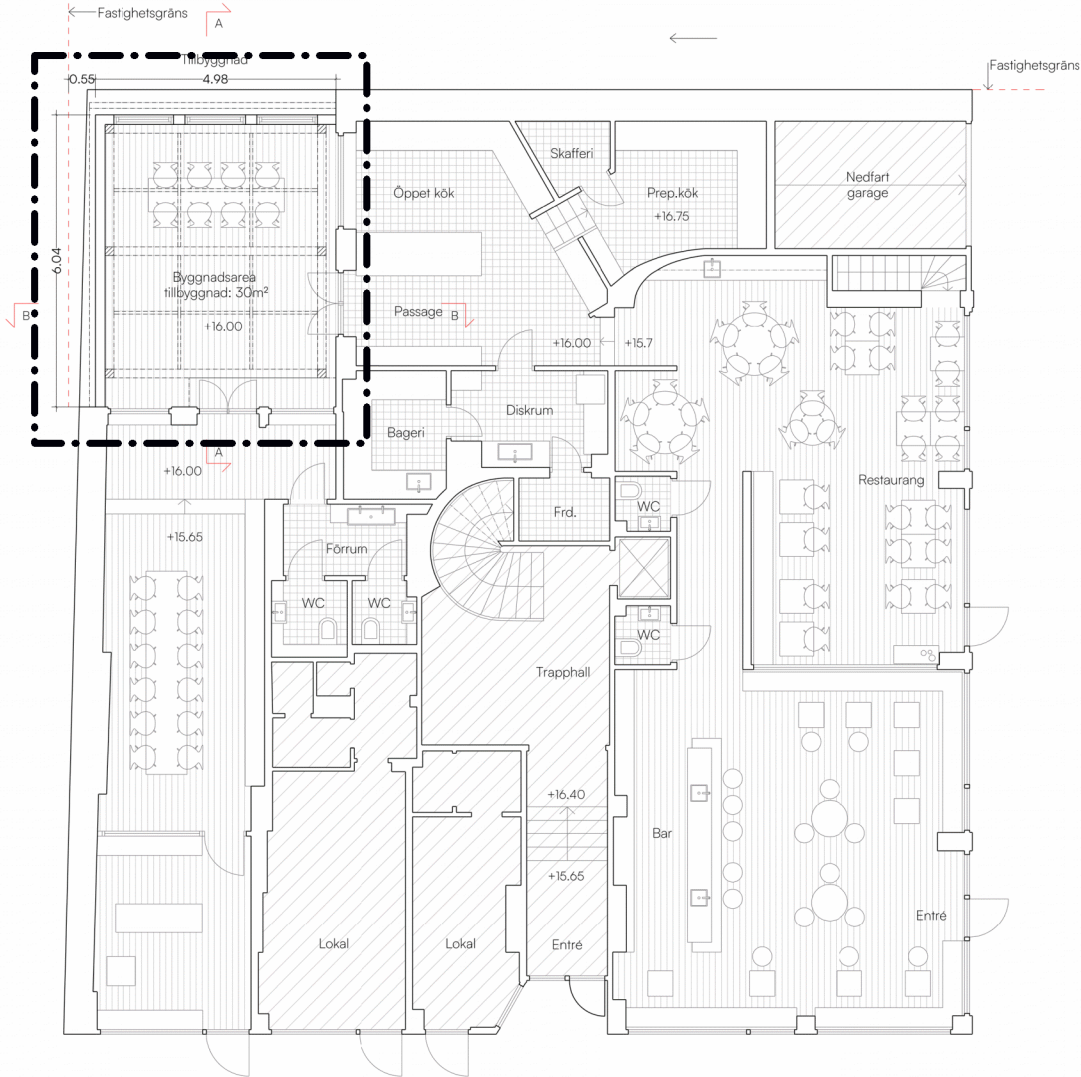 Fastighetsgräns
A
Tillbyggnad
Fastighetsgräns
0.55
4.98
Skafferi
Öppet kök
Prep.kök
+16.75
Nedfart
garage
6.04
Byggnadsarea
tillbyggnad: 30m²
+16.00
B
Passage
B
+16.00
+15.7
Diskrum
Bageri
A
+16.00
Restaurang
WC
Frd.
+15.65
Förrum
WC
WC
WC
Trapphall
+16.40
Bar
+15.65
Entré
Lokal
Lokal
Entré